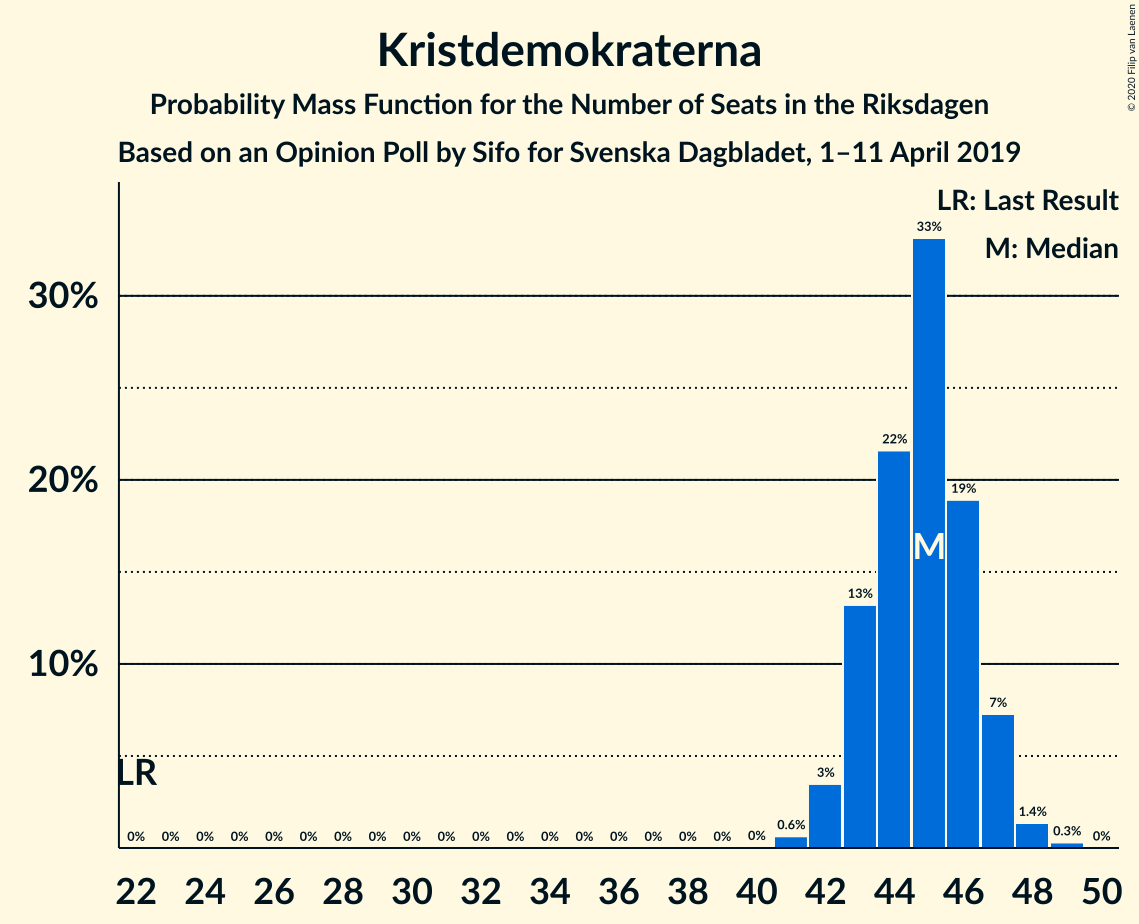 Kristdemokraterna
Probability Mass Function for the Number of Seats in the Riksdagen
Based on an Opinion Poll by Sifo for Svenska Dagbladet, 1–11 April 2019
© 2020 Filip van Laenen
LR: Last Result
M: Median
33%
30%
22%
20%
19%
M
13%
10%
7%
LR
3%
1.4%
0% 0% 0% 0% 0% 0% 0% 0% 0% 0% 0% 0% 0% 0% 0% 0% 0% 0% 0% 0.6% 0.3% 0%
22 24 26 28 30 32 34 36 38 40 42 44 46 48 50